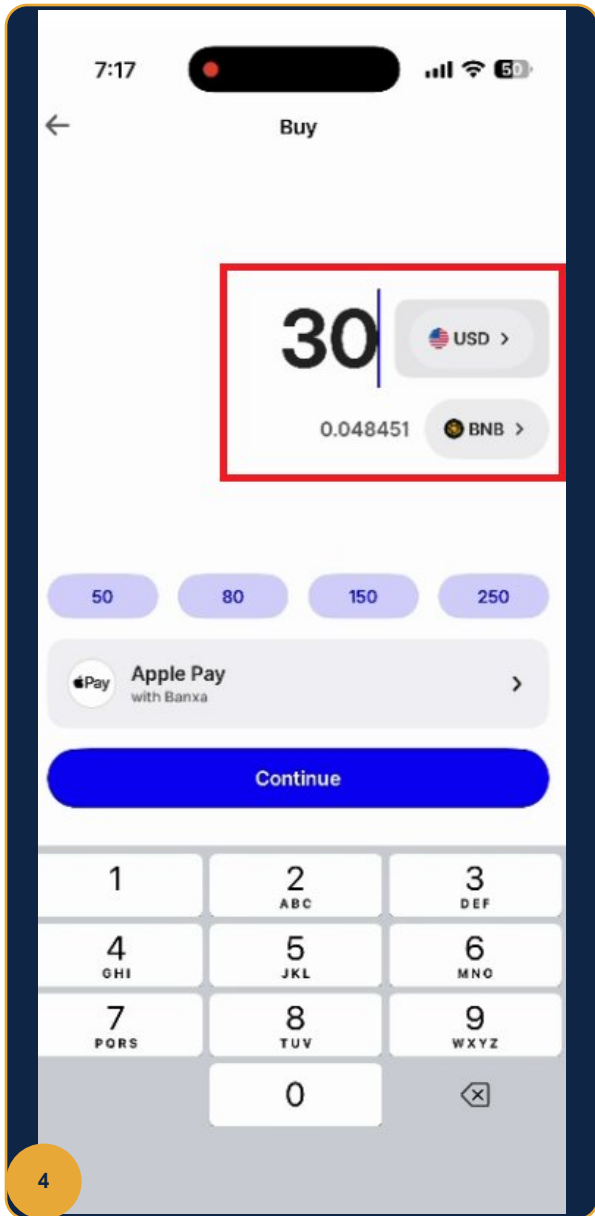 7:17
50
Buy
30
USD >
0.048451
BNB >
50 80 150 250
Pay
Apple Pay
with Banxa
Continue
1 2 3
ABC DEF
4 5 6
GHI JKL MNO
7 8 9
PQRS TUV WXYZ
0
4